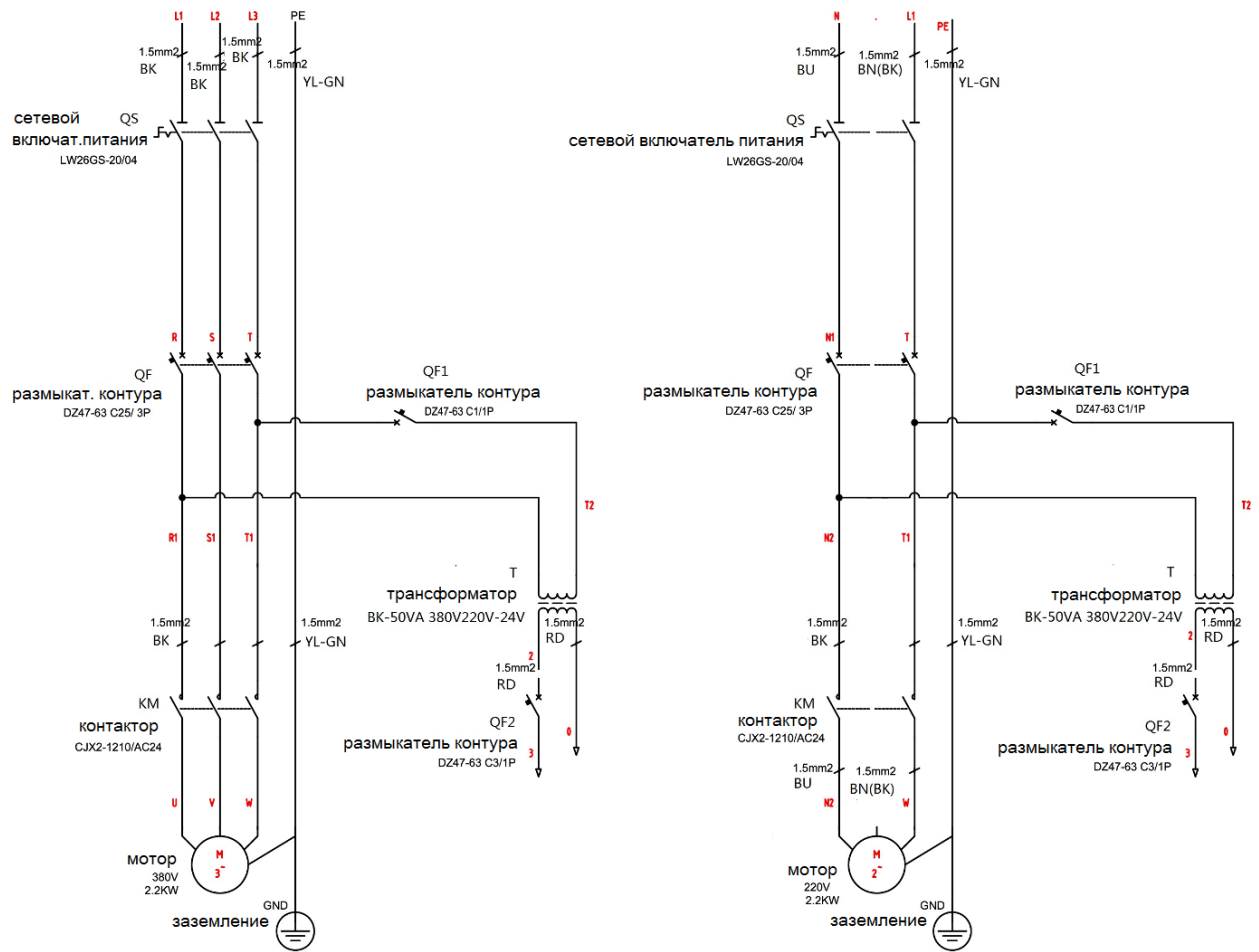 L1 L2 L3 PE
1.5mm2 1.5mm2 1.5mm2 1.5mm2
BK BK BK YL-GN
сетевой QS
включат.питания
LW26GS-20/04
R S T
QF
размыкат. контура
DZ47-63 C25/ 3P
QF1
размыкатель контура
DZ47-63 C1/1P
T2
R1 S1 T1
T
трансформатор
BK-50VA 380V220V-24V
1.5mm2 1.5mm2 1.5mm2
BK YL-GN RD
2
1.5mm2
RD
KM
контактор
CJX2-1210/AC24
QF2
размыкатель контура
DZ47-63 C3/1P
3 0
U V W
M
3~
мотор
380V
2.2KW
GND
заземление
N L1 PE
1.5mm2 1.5mm2 1.5mm2
BU BN(BK) YL-GN
QS
сетевой включатель питания
LW26GS-20/04
N1 T
QF
размыкатель контура
DZ47-63 C25/ 3P
QF1
размыкатель контура
DZ47-63 C1/1P
T2
N2 T1
T
трансформатор
BK-50VA 380V220V-24V
1.5mm2 1.5mm2 1.5mm2
BK YL-GN RD
2
1.5mm2
RD
KM
контактор
CJX2-1210/AC24
QF2
размыкатель контура
DZ47-63 C3/1P
3 0
1.5mm2 1.5mm2
BU BN(BK)
N2 W
M
2~
мотор
220V
2.2KW
GND
заземление